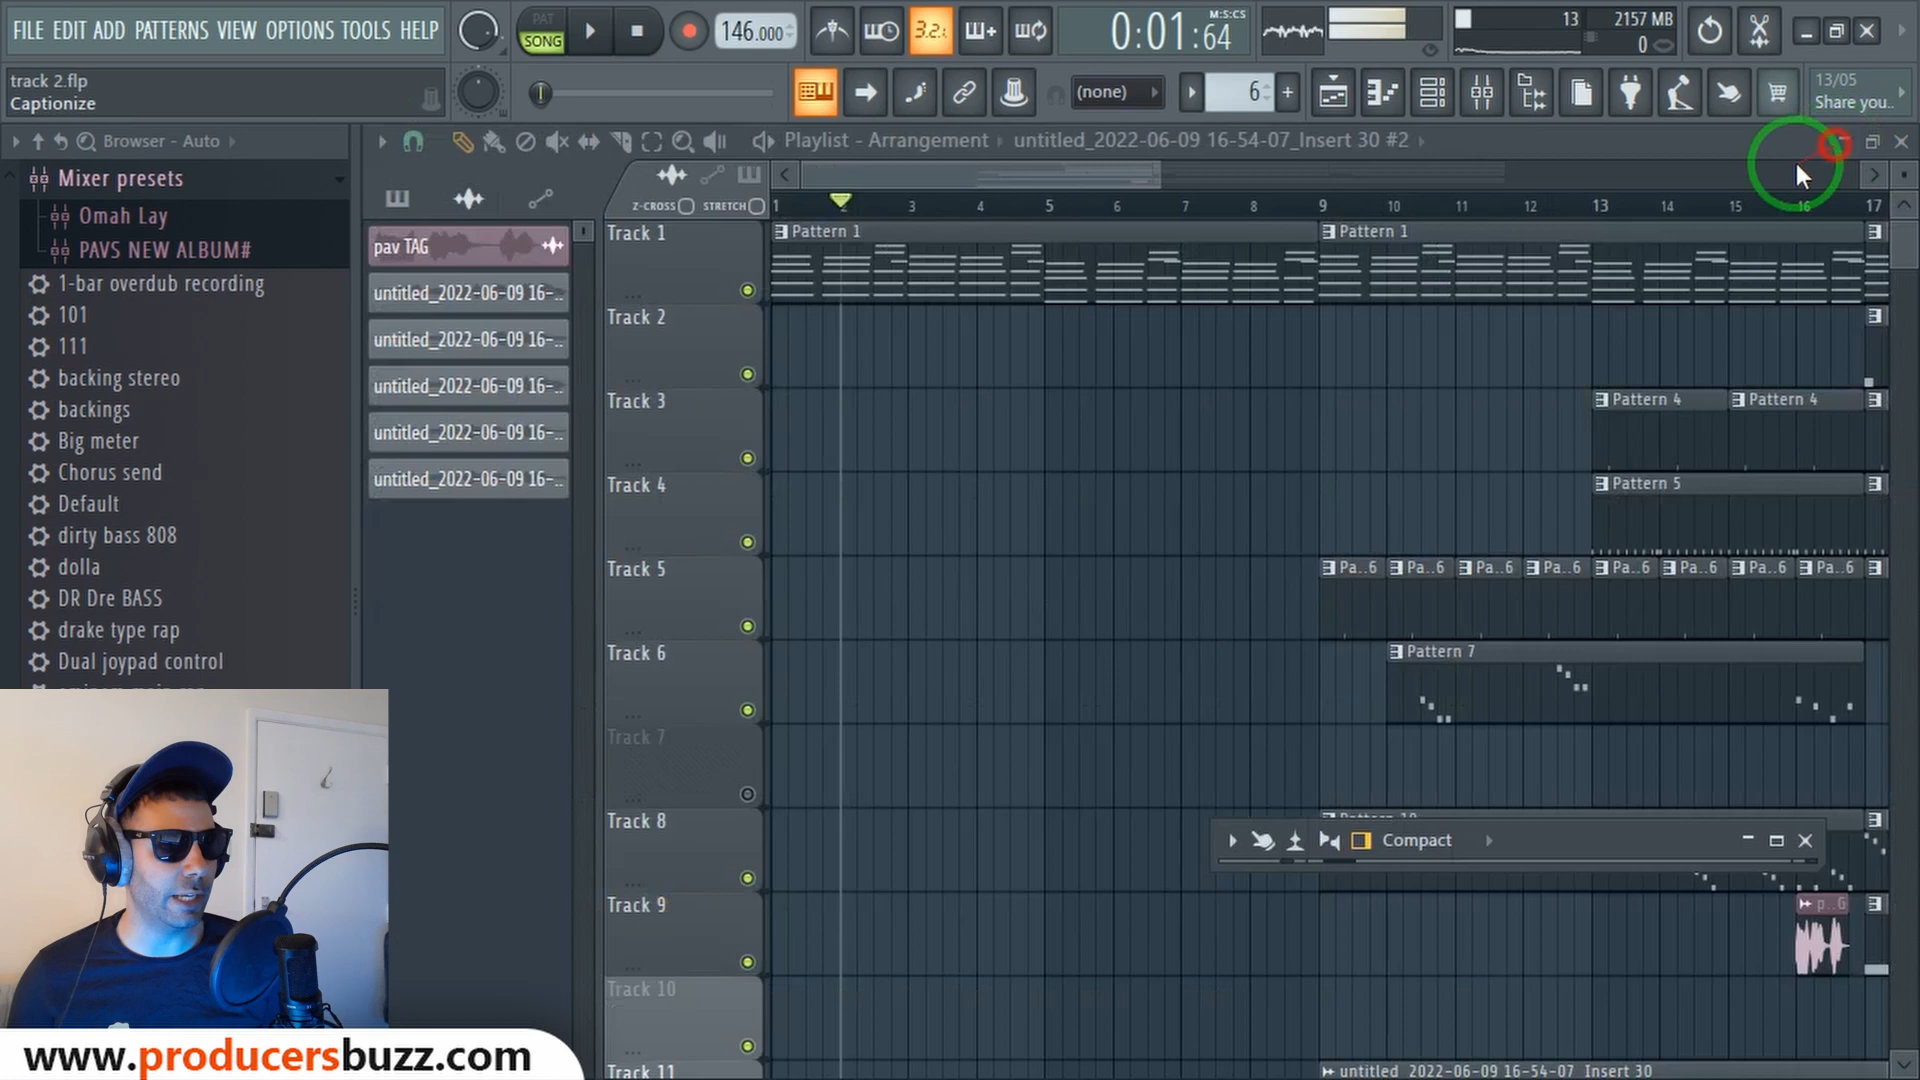 FILE EDIT ADD PATTERNS VIEW OPTIONS TOOLS HELP
PAT
SONG
146.000
3.2.
M:S:CS
0:01:64
13
2157 MB
0
track 2.flp
Captionize
(none)
6
13/05
Share you..
Browser - Auto
Playlist - Arrangement
untitled_2022-06-09 16-54-07_Insert 30 #2
Mixer presets
Omah Lay
PAVS NEW ALBUM#
1-bar overdub recording
101
111
backing stereo
backings
Big meter
Chorus send
Default
dirty bass 808
dolla
DR Dre BASS
drake type rap
Dual joypad control
pav TAG
untitled_2022-06-09 16-..
untitled_2022-06-09 16-..
untitled_2022-06-09 16-..
untitled_2022-06-09 16-..
untitled_2022-06-09 16-..
Z-CROSS
STRETCH
1 2 3 4 5 6 7 8 9 10 11 12 13 14 15 16 17
Track 1
Pattern 1
Pattern 1
Track 2
Track 3
Pattern 4
Pattern 4
Track 4
Pattern 5
Track 5
Pa..6
Pa..6
Pa..6
Pa..6
Pa..6
Pa..6
Pa..6
Pa..6
Track 6
Pattern 7
Track 7
Track 8
Compact
Track 9
p..G
Track 10
Track 11
untitled_2022-06-09 16-54-07_Insert 30
www.producersbuzz.com